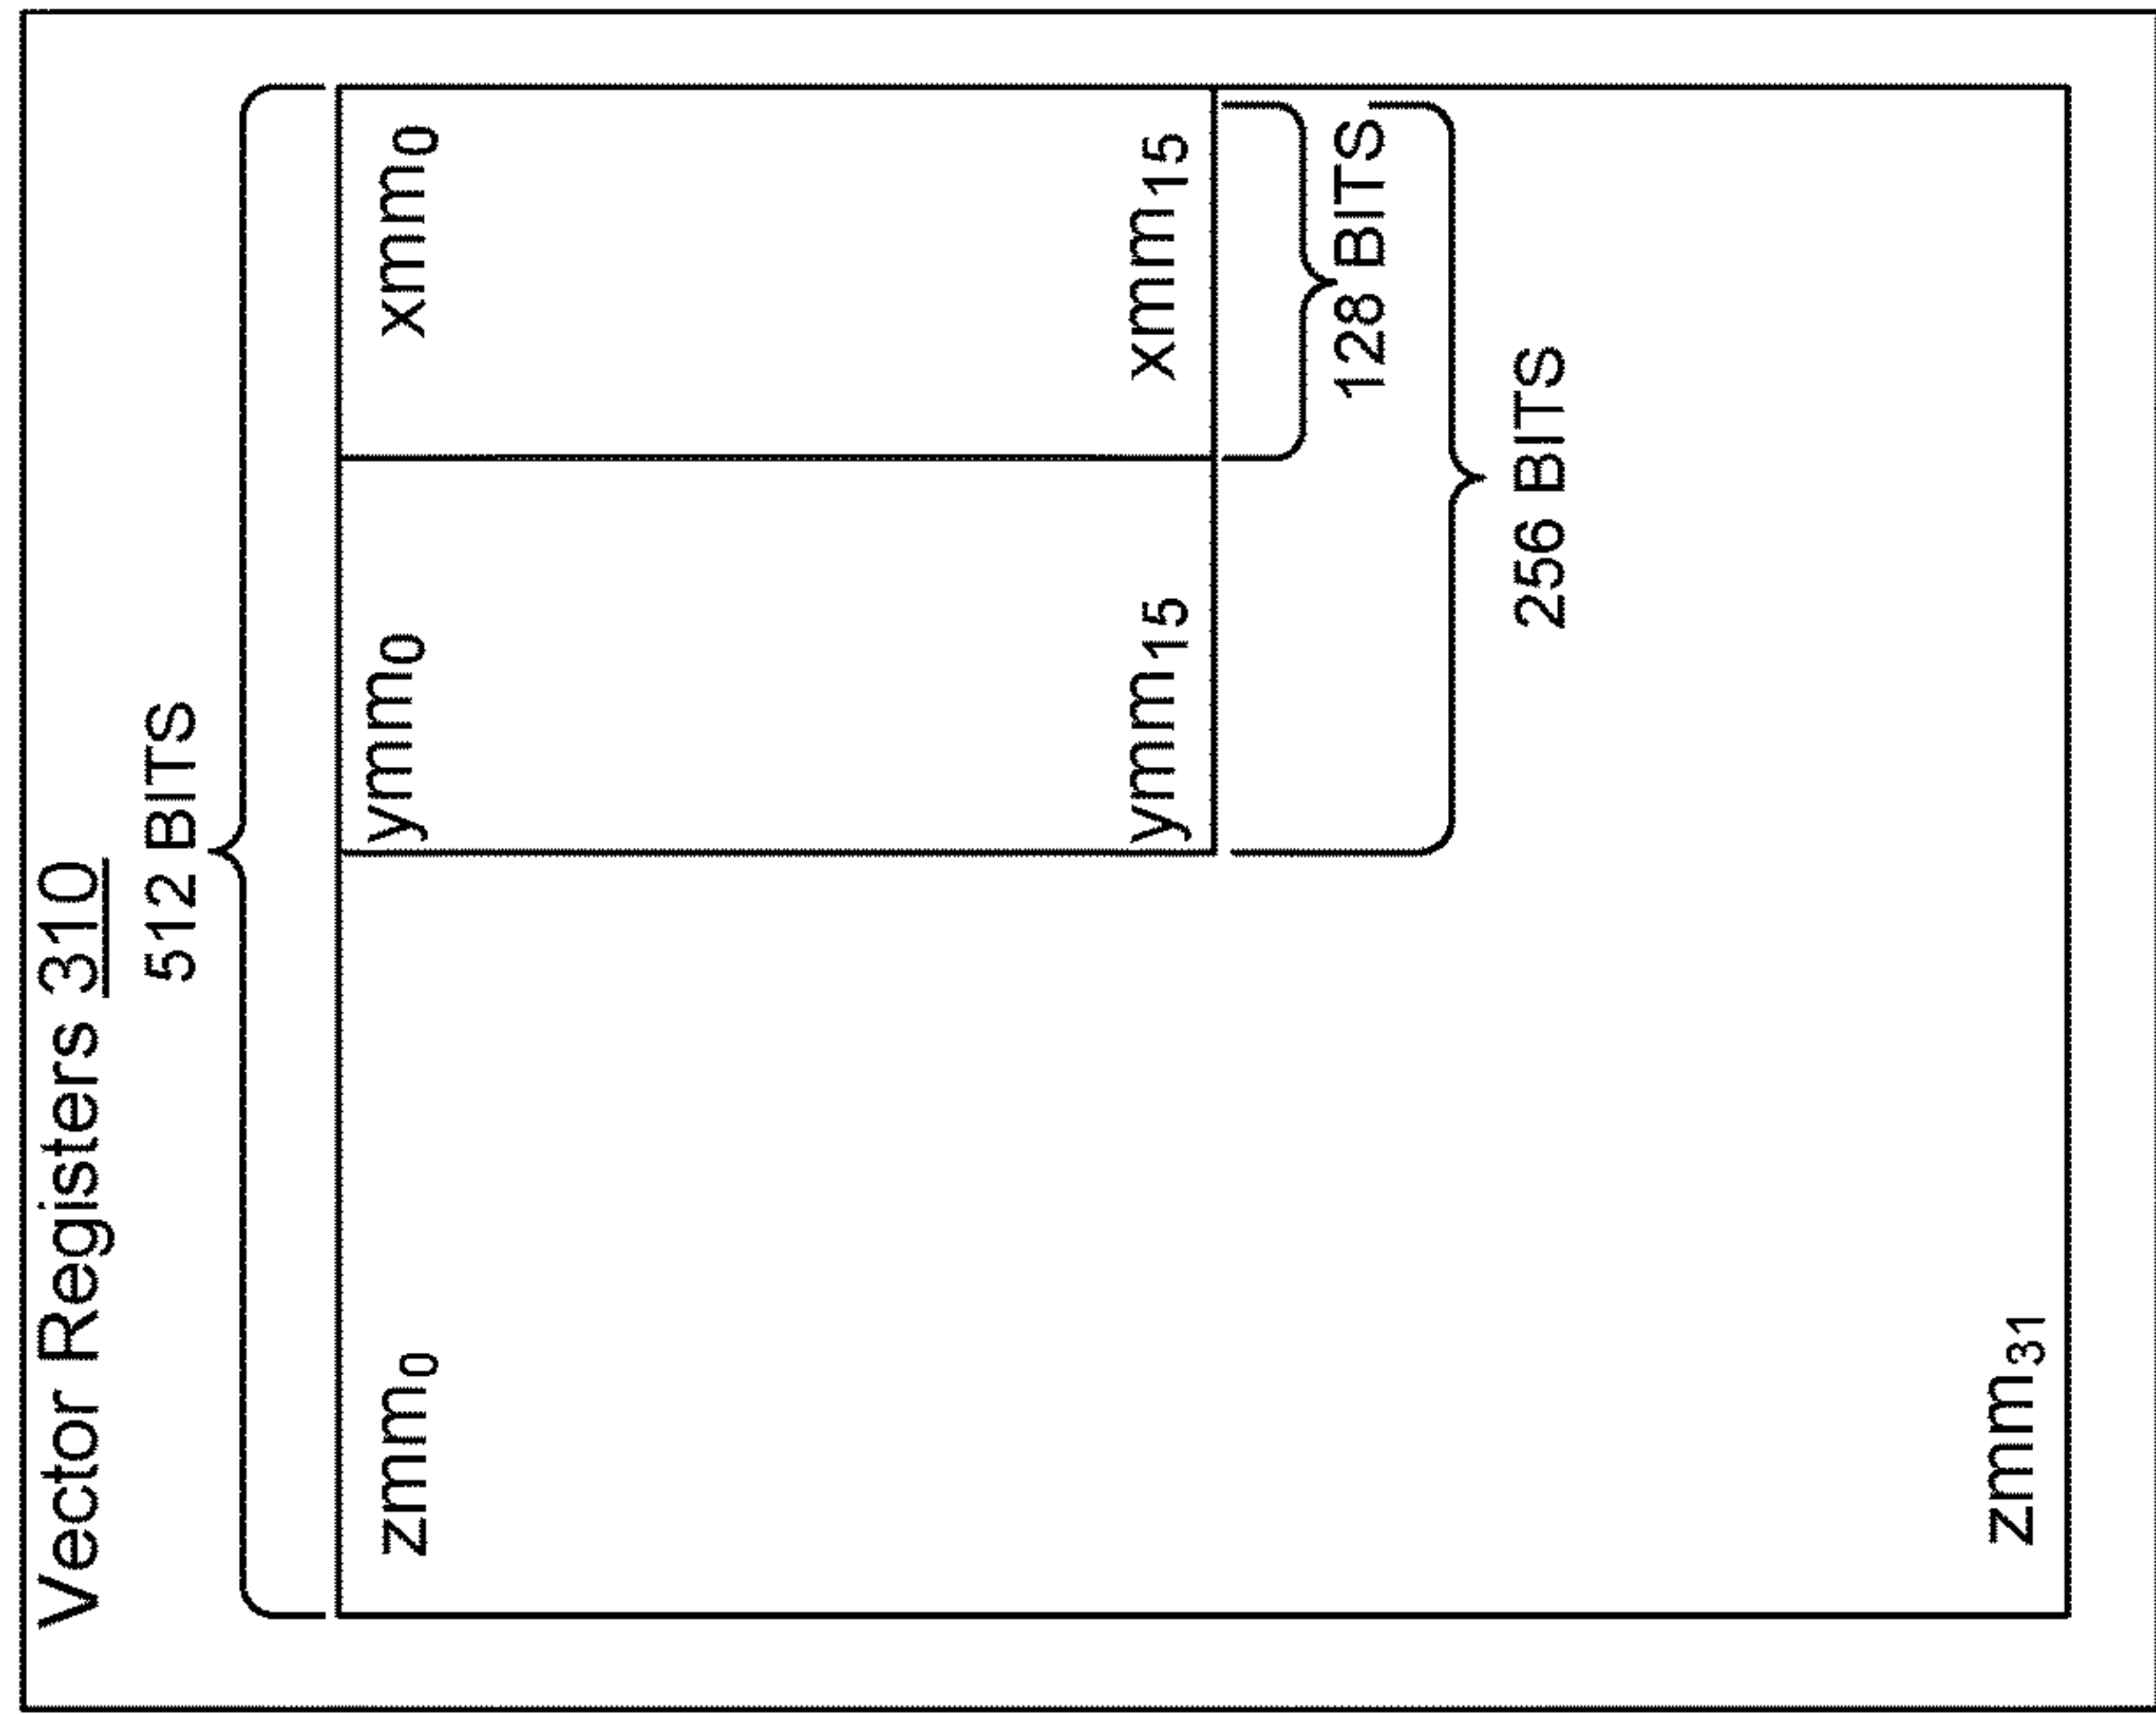 Vector Registers 310
512 BITS
zmm0 ymm0 xmm0
ymm15 xmm15
128 BITS
256 BITS
zmm31